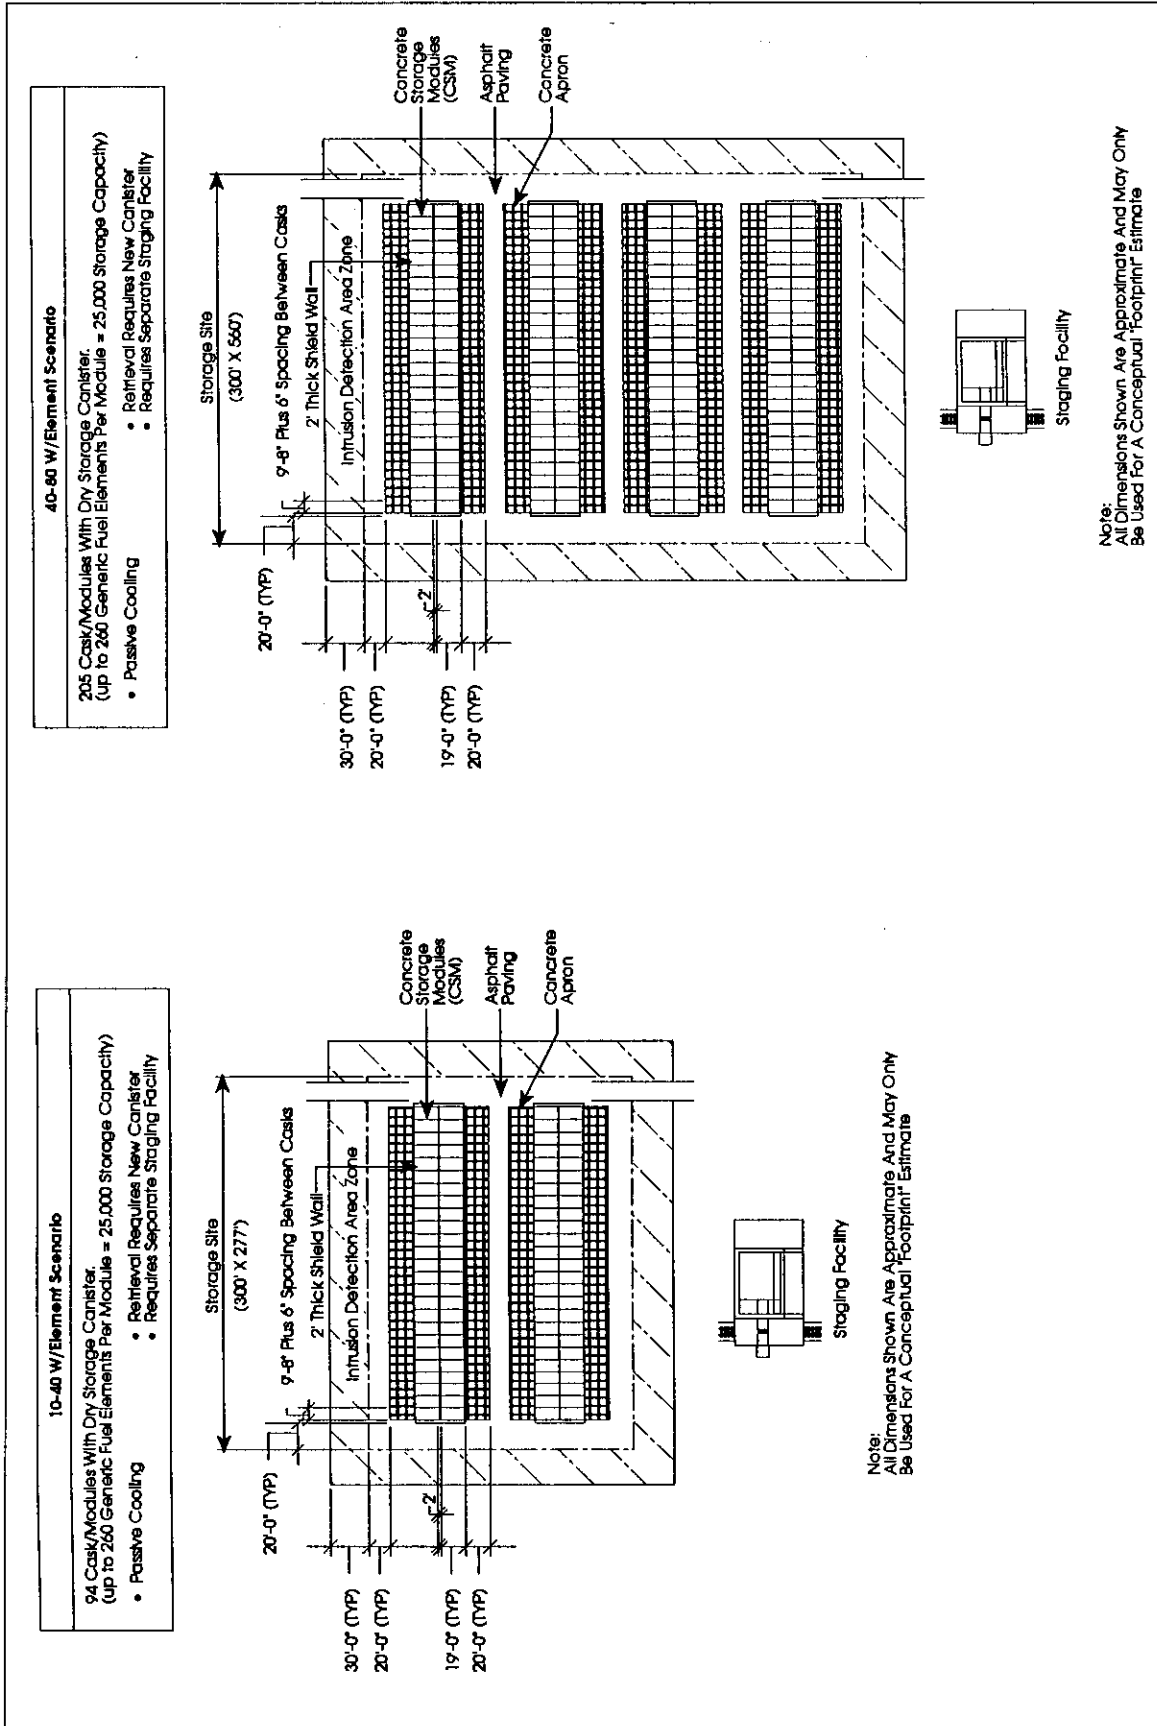 10-40 W/Element Scenario
94 Cask/Modules With Dry Storage Canister.
(up to 260 Generic Fuel Elements Per Module = 25,000 Storage Capacity)
• Passive Cooling
• Retrieval Requires New Canister
• Requires Separate Staging Facility
Storage Site
(300' X 277')
20'-0" (TYP)
9'-8" Plus 6" Spacing Between Casks
2' Thick Shield Wall
Intrusion Detection Area Zone
Concrete
Storage
Modules
(CSM)
Asphalt
Paving
Concrete
Apron
2'
30'-0" (TYP)
20'-0" (TYP)
19'-0" (TYP)
20'-0" (TYP)
Staging Facility
Note:
All Dimensions Shown Are Approximate And May Only
Be Used For A Conceptual "Footprint" Estimate
40-80 W/Element Scenario
205 Cask/Modules With Dry Storage Canister.
(up to 260 Generic Fuel Elements Per Module = 25,000 Storage Capacity)
• Passive Cooling
• Retrieval Requires New Canister
• Requires Separate Staging Facility
Storage Site
(300' X 560')
20'-0" (TYP)
9'-8" Plus 6" Spacing Between Casks
2' Thick Shield Wall
Intrusion Detection Area Zone
Concrete
Storage
Modules
(CSM)
Asphalt
Paving
Concrete
Apron
2'
30'-0" (TYP)
20'-0" (TYP)
19'-0" (TYP)
20'-0" (TYP)
Staging Facility
Note:
All Dimensions Shown Are Approximate And May Only
Be Used For A Conceptual "Footprint" Estimate